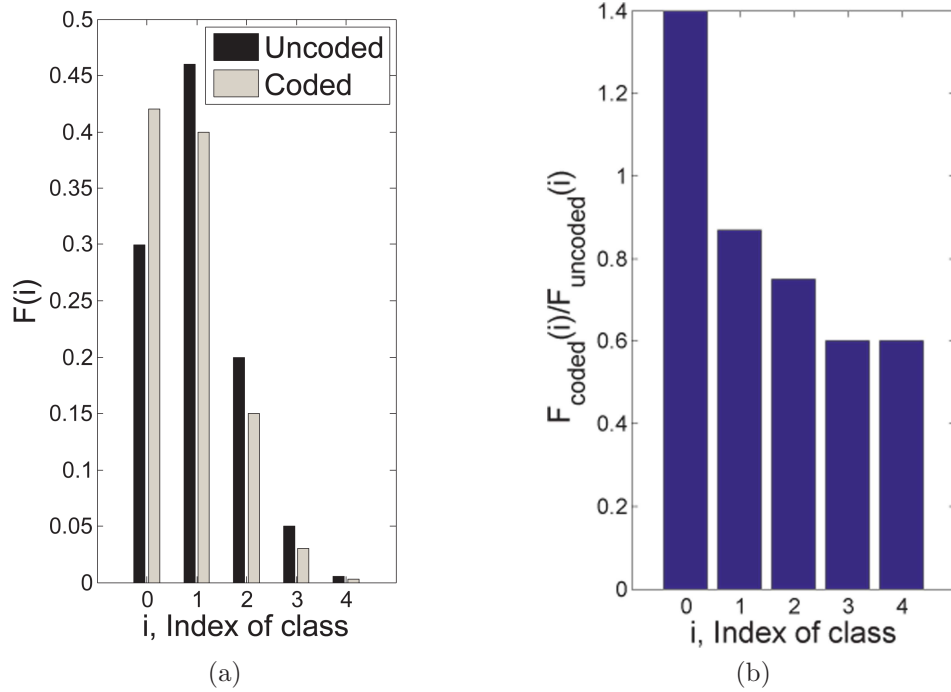 0.5
0.45
0.4
0.35
0.3
0.25
0.2
0.15
0.1
0.05
0
F(i)
Uncoded
Coded
0 1 2 3 4
i, Index of class
(a)
1.4
1.2
1
0.8
0.6
0.4
0.2
0
F_coded(i)/F_uncoded(i)
0 1 2 3 4
i, Index of class
(b)